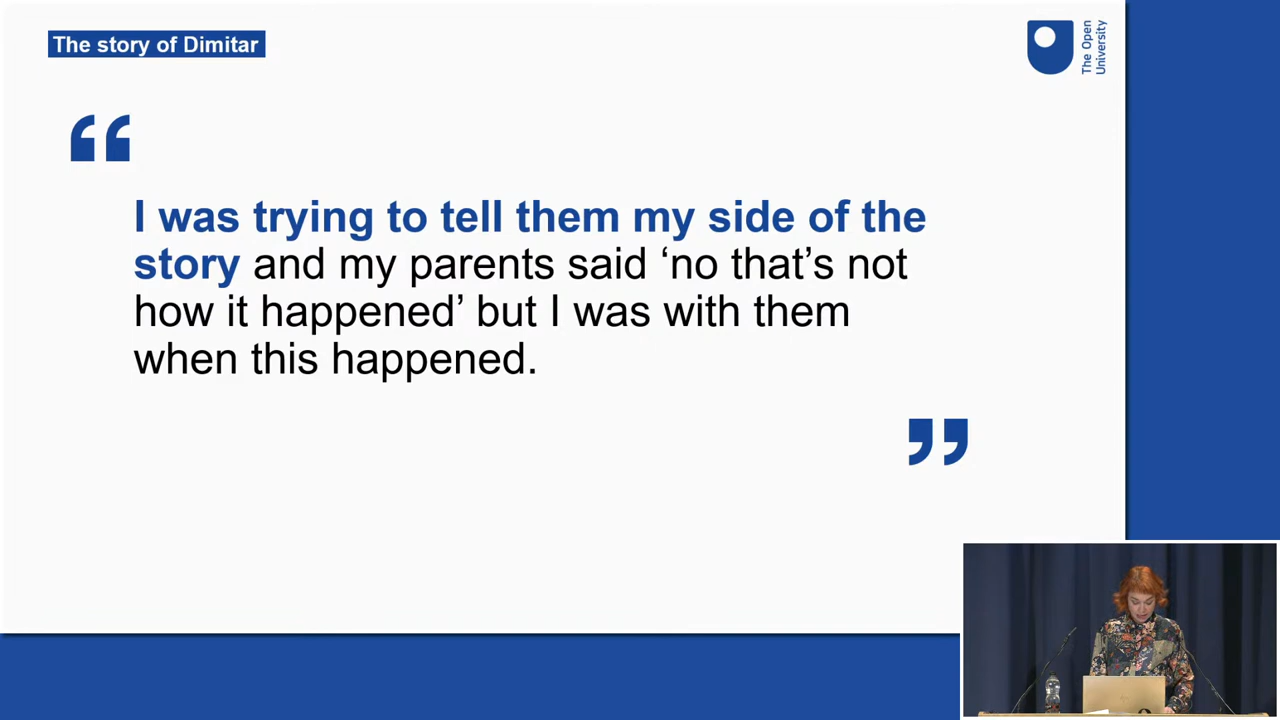 The story of Dimitar
The Open
University
“
I was trying to tell them my side of the
story and my parents said ‘no that’s not
how it happened’ but I was with them
when this happened.
”